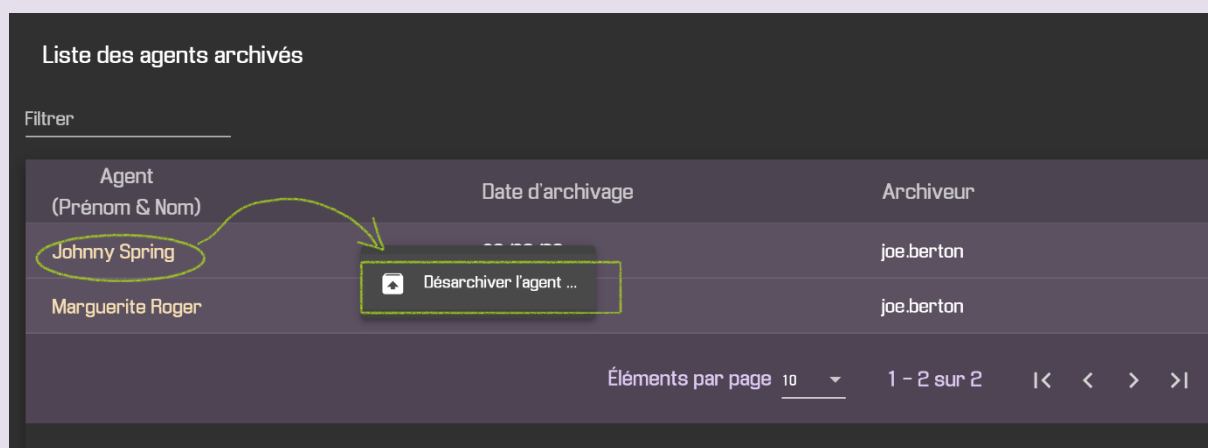 Liste des agents archivés
Filtrer
Agent
(Prénom & Nom)
Date d'archivage
Archiveur
Johnny Spring
joe.berton
Désarchiver l'agent ...
Marguerite Roger
joe.berton
Éléments par page 10
1 – 2 sur 2